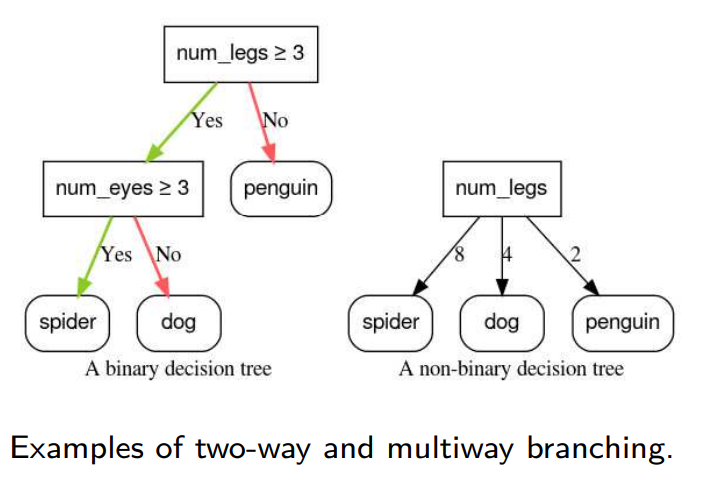 num_legs ≥ 3
Yes
No
num_eyes ≥ 3
penguin
Yes
No
spider
dog
A binary decision tree
num_legs
8
4
2
spider
dog
penguin
A non-binary decision tree
Examples of two-way and multiway branching.